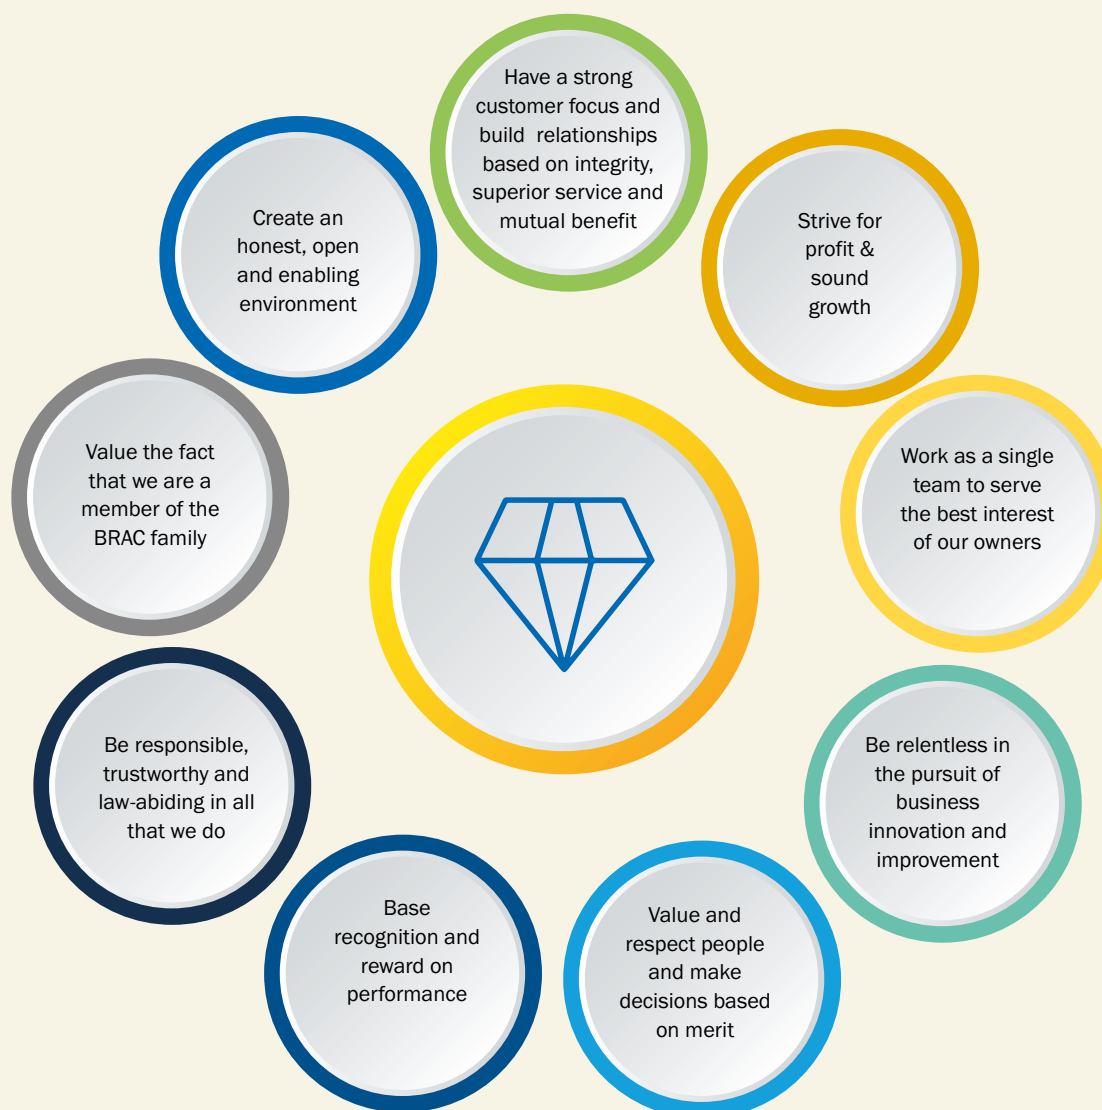 Have a strong
customer focus and
build relationships
based on integrity,
superior service and
mutual benefit
Strive for
profit &
sound
growth
Work as a single
team to serve
the best interest
of our owners
Be relentless in
the pursuit of
business
innovation and
improvement
Value and
respect people
and make
decisions based
on merit
Base
recognition and
reward on
performance
Be responsible,
trustworthy and
law-abiding in all
that we do
Value the fact
that we are a
member of the
BRAC family
Create an
honest, open
and enabling
environment